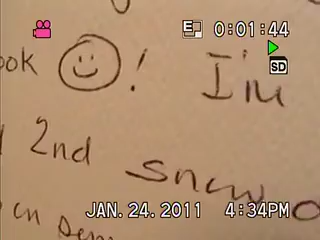 E 0:01:44
ook ! I'm
SD
2nd snow
JAN. 24. 2011 4:34PM